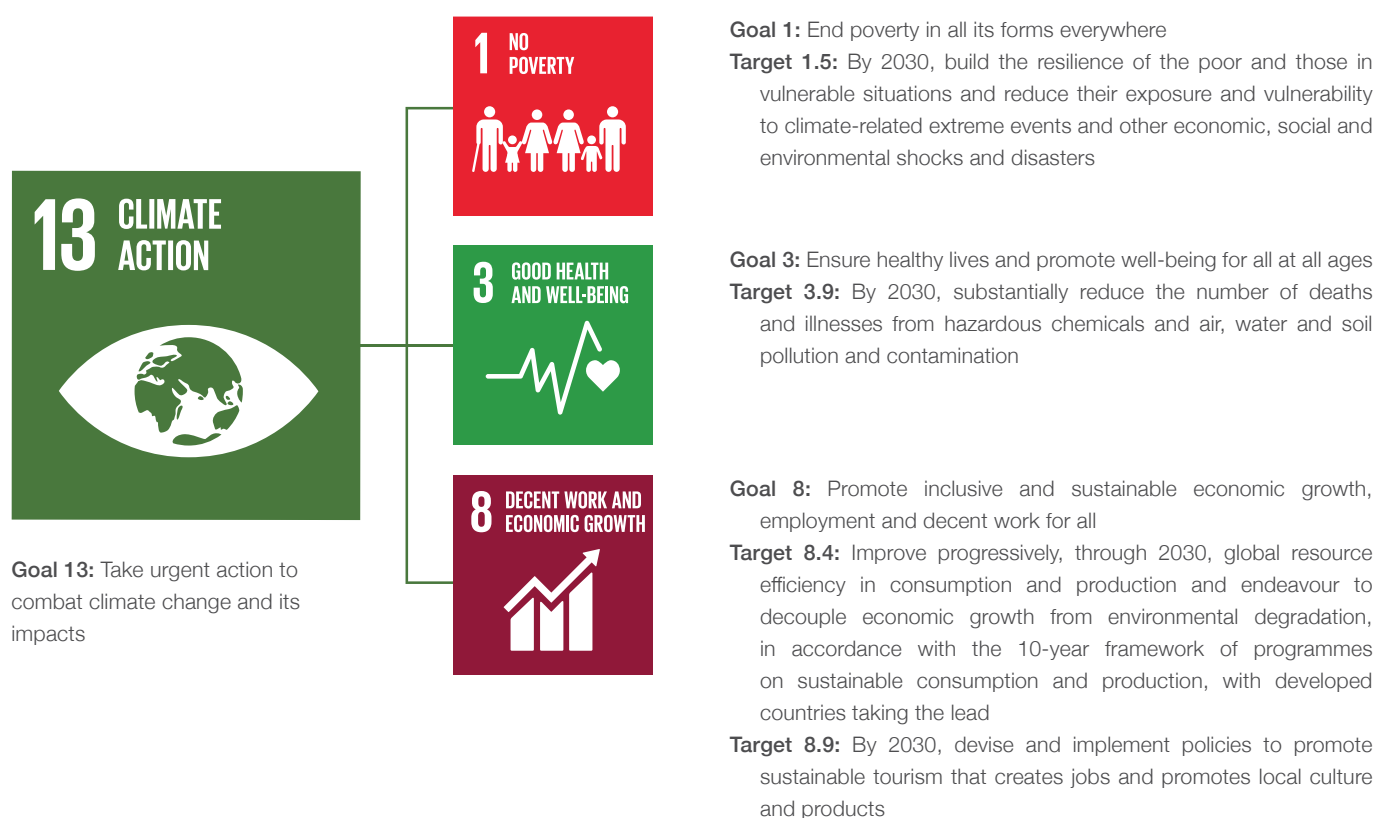 13 CLIMATE
ACTION
Goal 13: Take urgent action to
combat climate change and its
impacts
1 NO
POVERTY
Goal 1: End poverty in all its forms everywhere
Target 1.5: By 2030, build the resilience of the poor and those in
vulnerable situations and reduce their exposure and vulnerability
to climate-related extreme events and other economic, social and
environmental shocks and disasters
3 GOOD HEALTH
AND WELL-BEING
Goal 3: Ensure healthy lives and promote well-being for all at all ages
Target 3.9: By 2030, substantially reduce the number of deaths
and illnesses from hazardous chemicals and air, water and soil
pollution and contamination
8 DECENT WORK AND
ECONOMIC GROWTH
Goal 8: Promote inclusive and sustainable economic growth,
employment and decent work for all
Target 8.4: Improve progressively, through 2030, global resource
efficiency in consumption and production and endeavour to
decouple economic growth from environmental degradation,
in accordance with the 10-year framework of programmes
on sustainable consumption and production, with developed
countries taking the lead
Target 8.9: By 2030, devise and implement policies to promote
sustainable tourism that creates jobs and promotes local culture
and products